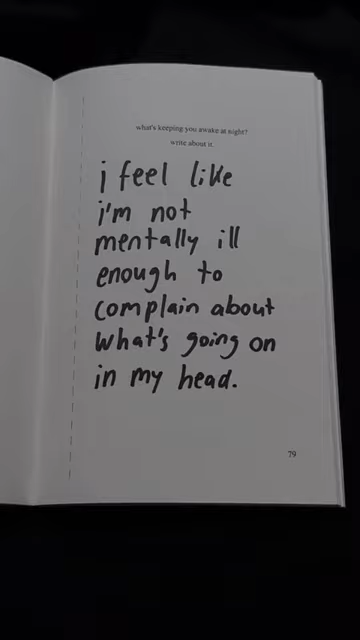 what's keeping you awake at night?
write about it.
i feel like
i'm not
mentally ill
enough to
complain about
what's going on
in my head.
79